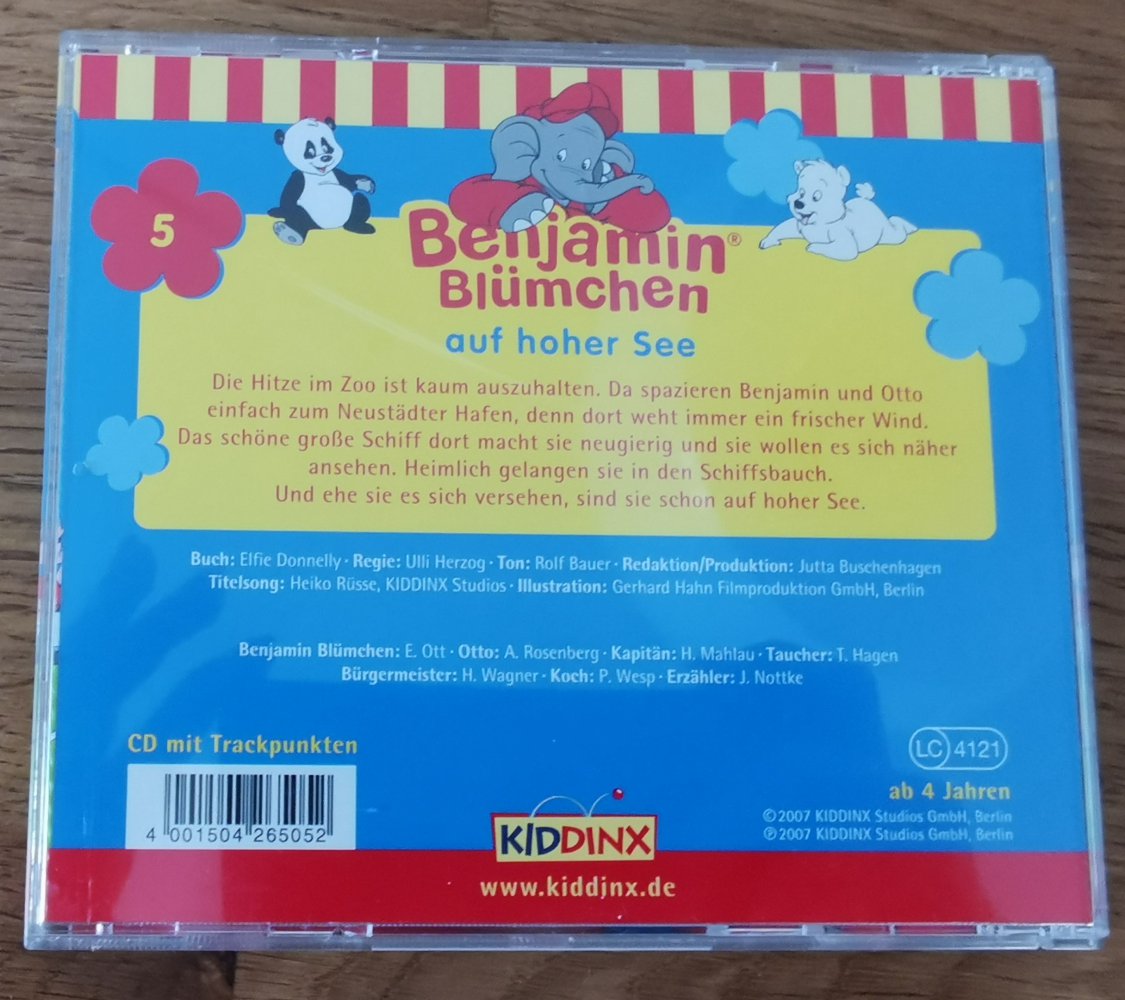 5
Benjamin®
Blümchen
auf hoher See
Die Hitze im Zoo ist kaum auszuhalten. Da spazieren Benjamin und Otto
einfach zum Neustädter Hafen, denn dort weht immer ein frischer Wind.
Das schöne große Schiff dort macht sie neugierig und sie wollen es sich näher
ansehen. Heimlich gelangen sie in den Schiffsbauch.
Und ehe sie es sich versehen, sind sie schon auf hoher See.
Buch: Elfie Donnelly · Regie: Ulli Herzog · Ton: Rolf Bauer · Redaktion/Produktion: Jutta Buschenhagen
Titelsong: Heiko Rüsse, KIDDINX Studios · Illustration: Gerhard Hahn Filmproduktion GmbH, Berlin
Benjamin Blümchen: E. Ott · Otto: A. Rosenberg · Kapitän: H. Mahlau · Taucher: T. Hagen
Bürgermeister: H. Wagner · Koch: P. Wesp · Erzähler: J. Nottke
CD mit Trackpunkten
4 001504 265052
LC 4121
ab 4 Jahren
© 2007 KIDDINX Studios GmbH, Berlin
℗ 2007 KIDDINX Studios GmbH, Berlin
KIDDINX
www.kiddinx.de